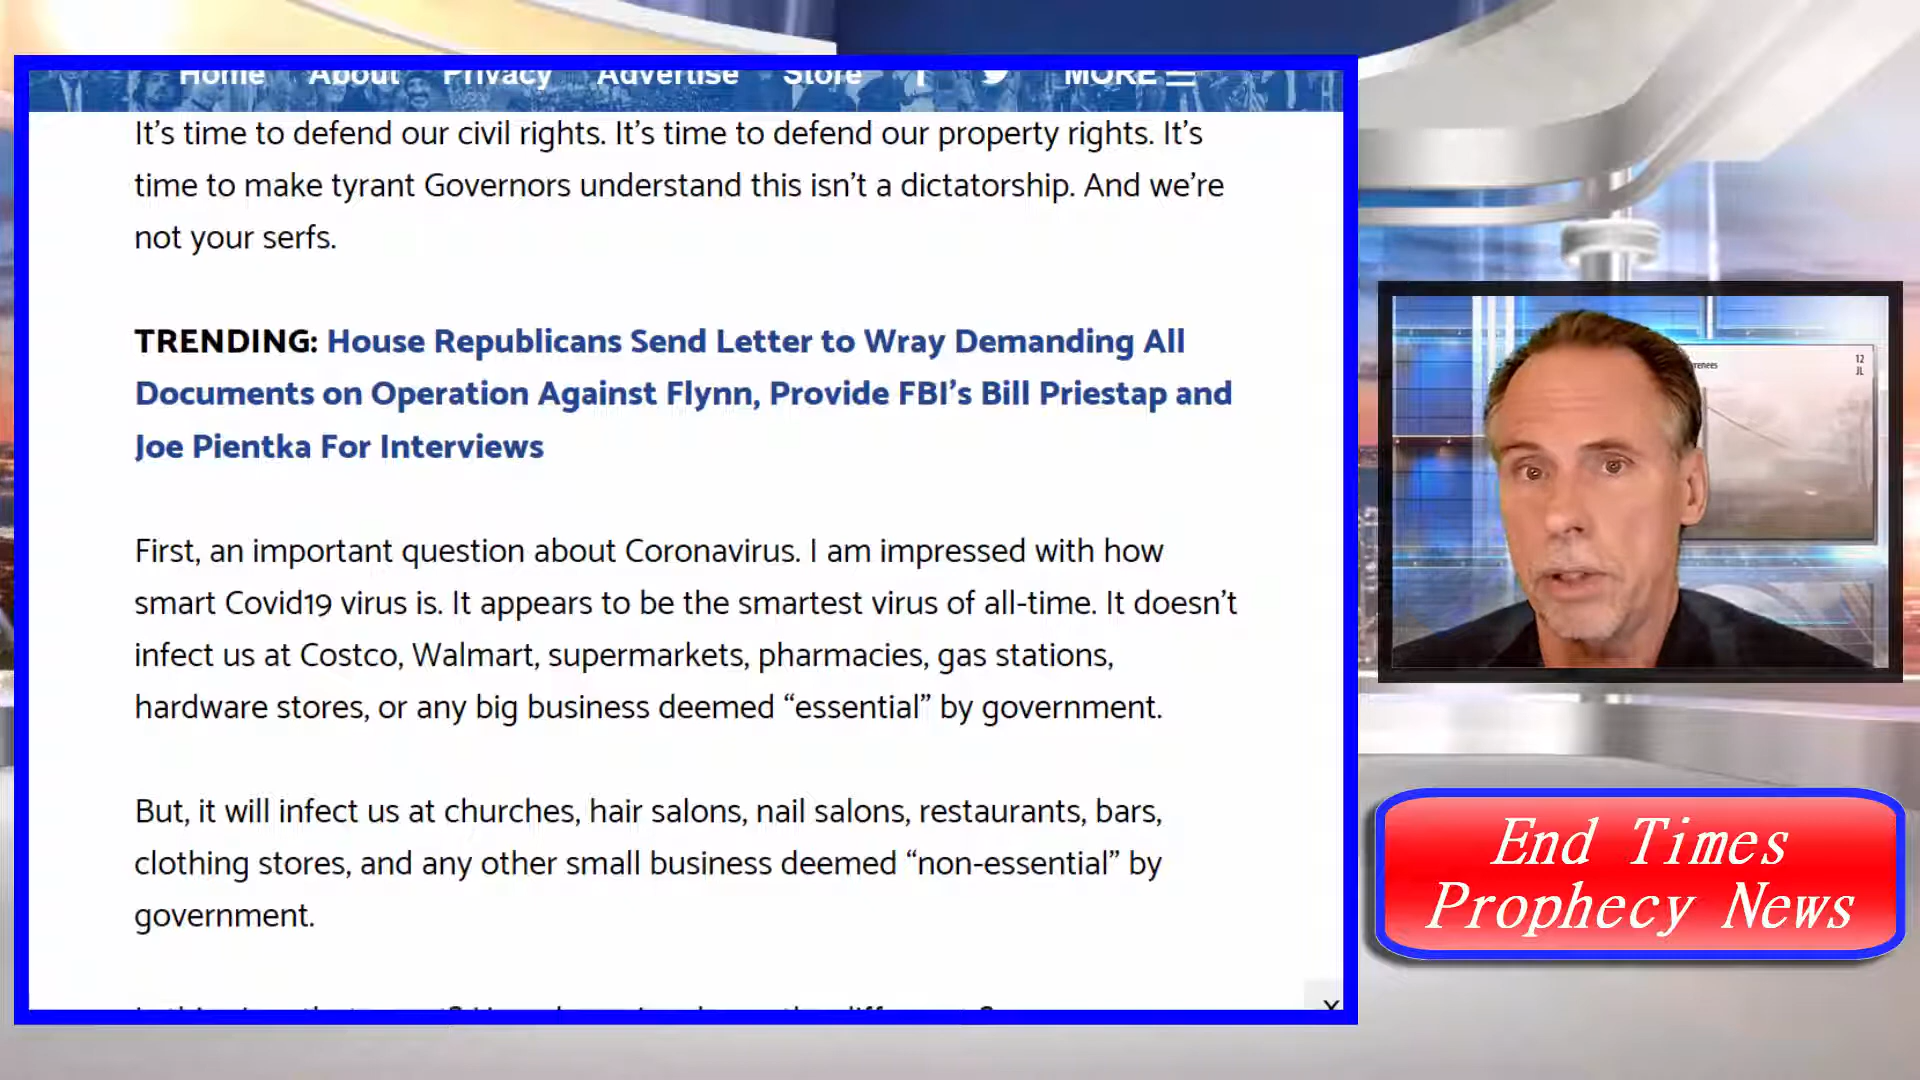 Home About Privacy Advertise Store MORE
It's time to defend our civil rights. It's time to defend our property rights. It's
time to make tyrant Governors understand this isn't a dictatorship. And we're
not your serfs.
TRENDING: House Republicans Send Letter to Wray Demanding All
Documents on Operation Against Flynn, Provide FBI's Bill Priestap and
Joe Pientka For Interviews
First, an important question about Coronavirus. I am impressed with how
smart Covid19 virus is. It appears to be the smartest virus of all-time. It doesn't
infect us at Costco, Walmart, supermarkets, pharmacies, gas stations,
hardware stores, or any big business deemed “essential” by government.
But, it will infect us at churches, hair salons, nail salons, restaurants, bars,
clothing stores, and any other small business deemed “non-essential” by
government.
X
12
JL
End Times
Prophecy News